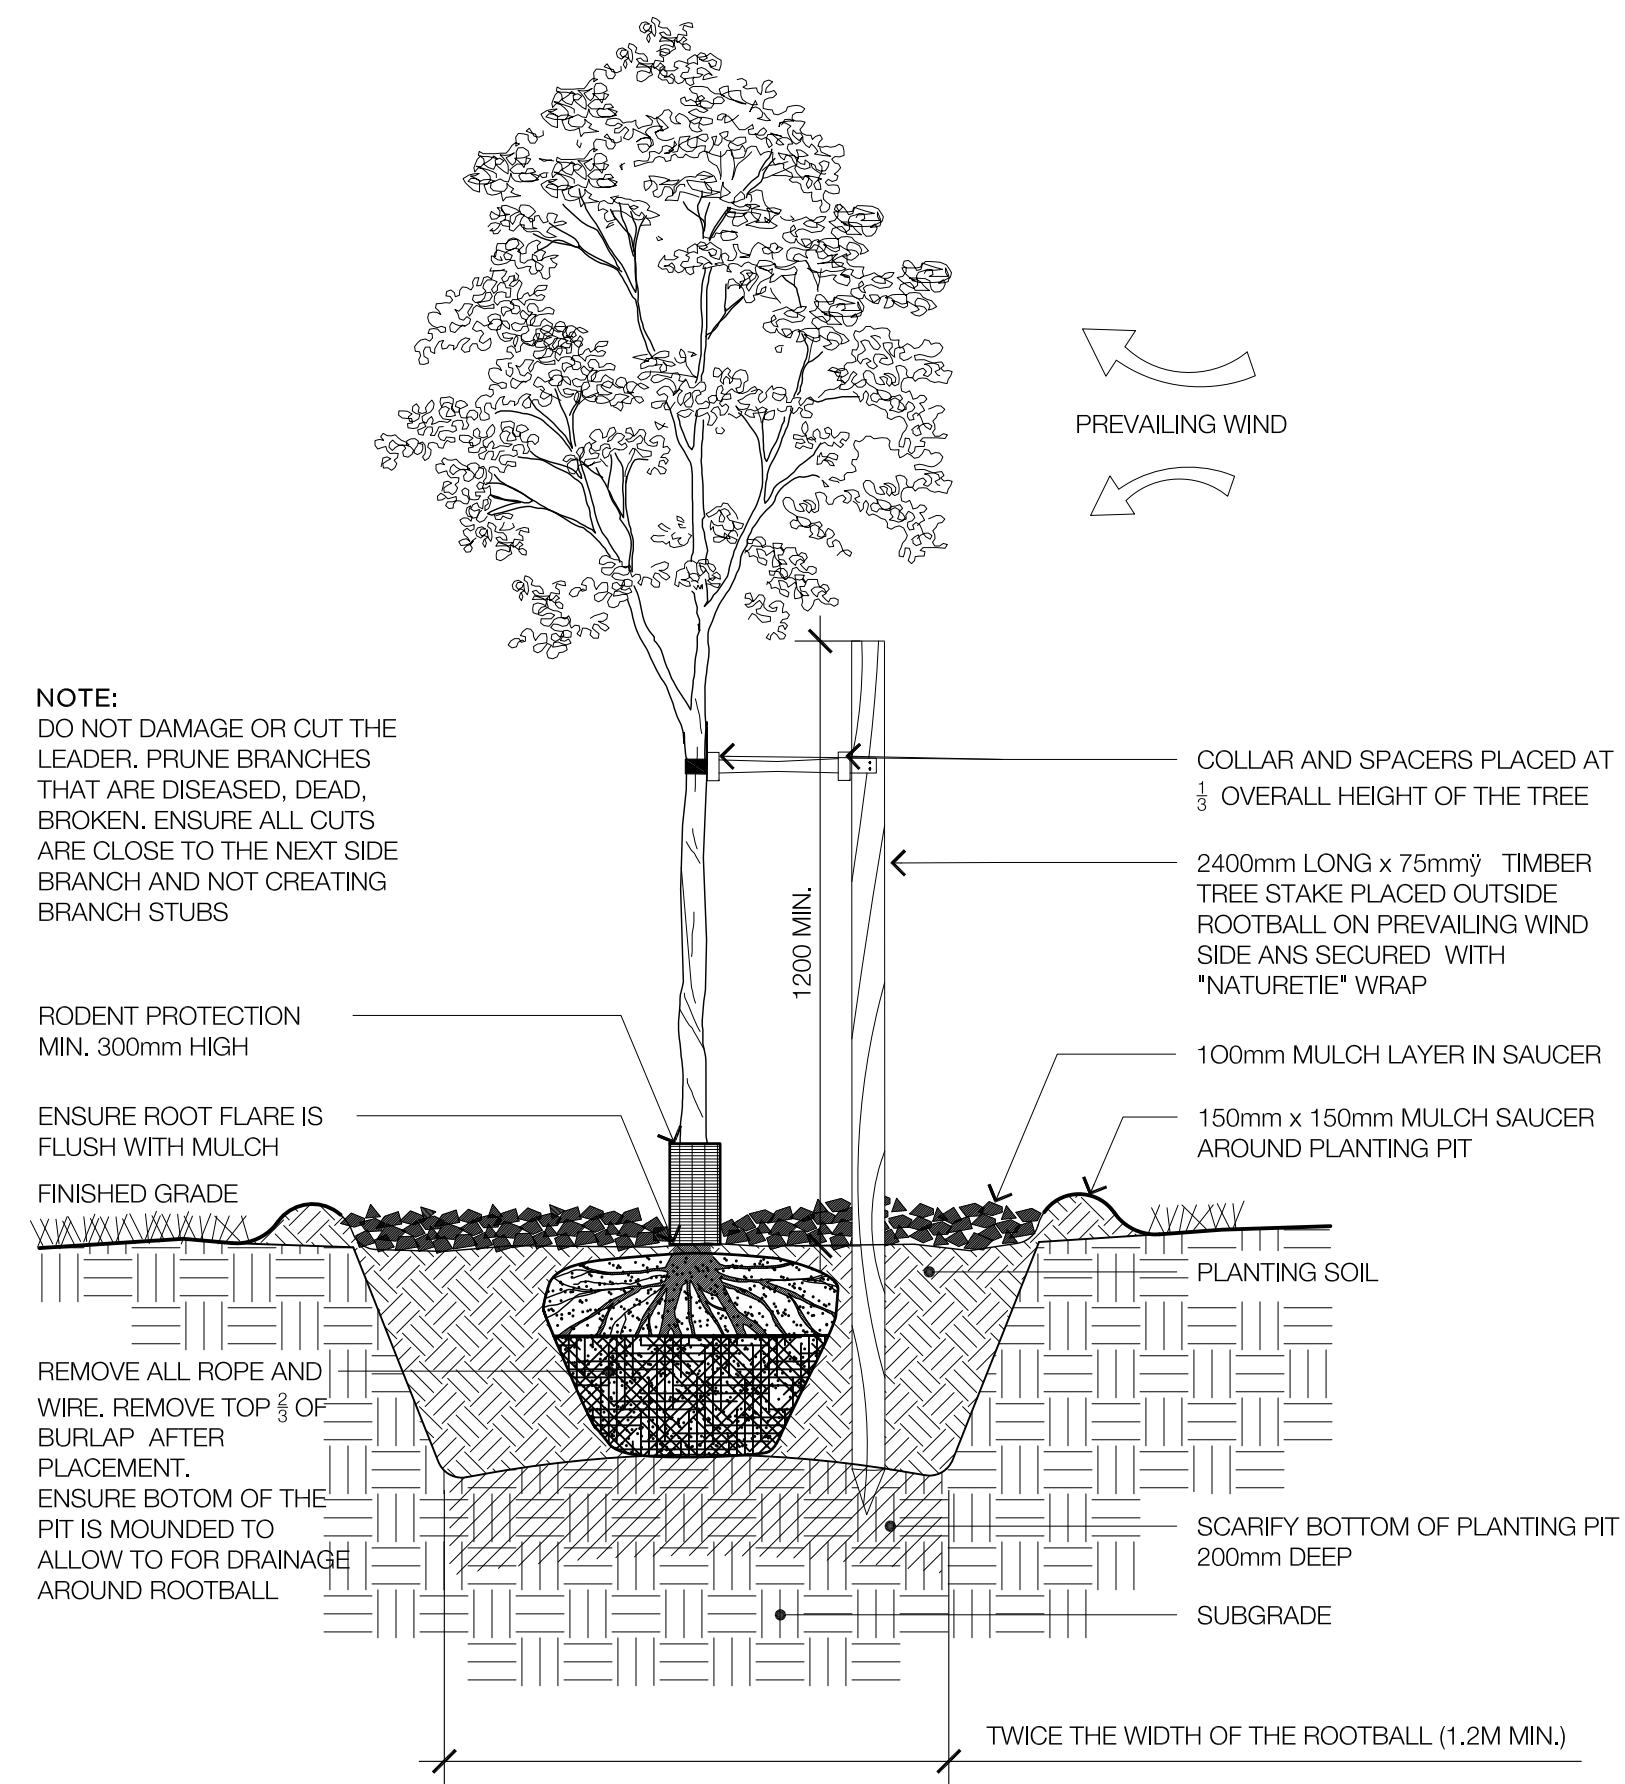 PREVAILING WIND
NOTE:
DO NOT DAMAGE OR CUT THE
LEADER. PRUNE BRANCHES
THAT ARE DISEASED, DEAD,
BROKEN. ENSURE ALL CUTS
ARE CLOSE TO THE NEXT SIDE
BRANCH AND NOT CREATING
BRANCH STUBS
RODENT PROTECTION
MIN. 300mm HIGH
ENSURE ROOT FLARE IS
FLUSH WITH MULCH
FINISHED GRADE
REMOVE ALL ROPE AND
WIRE. REMOVE TOP 2/3 OF
BURLAP AFTER
PLACEMENT.
ENSURE BOTOM OF THE
PIT IS MOUNDED TO
ALLOW TO FOR DRAINAGE
AROUND ROOTBALL
1200 MIN.
COLLAR AND SPACERS PLACED AT
1/3 OVERALL HEIGHT OF THE TREE
2400mm LONG x 75mmÿ TIMBER
TREE STAKE PLACED OUTSIDE
ROOTBALL ON PREVAILING WIND
SIDE ANS SECURED WITH
"NATURETIE" WRAP
1OOmm MULCH LAYER IN SAUCER
150mm x 150mm MULCH SAUCER
AROUND PLANTING PIT
PLANTING SOIL
SCARIFY BOTTOM OF PLANTING PIT
200mm DEEP
SUBGRADE
TWICE THE WIDTH OF THE ROOTBALL (1.2M MIN.)